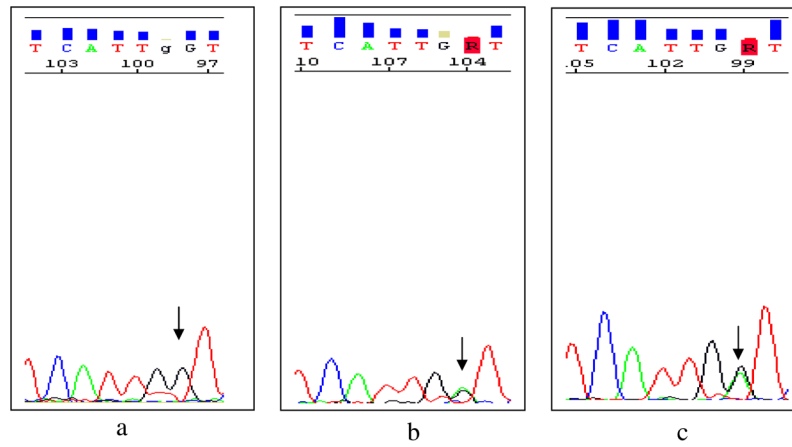 T C A T T g G T
103 100 97
T C A T T G R T
10 107 104
T C A T T G R T
.05 102 99
a b c